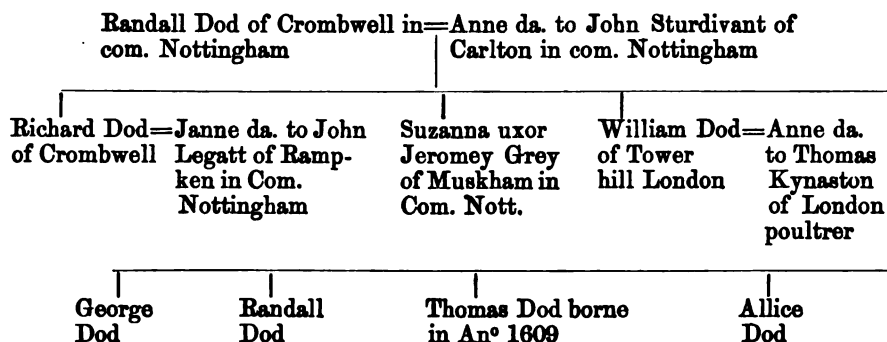 Randall Dod of Crombwell in=Anne da. to John Sturdivant of
com. Nottingham Carlton in com. Nottingham
Richard Dod=Janne da. to John
of Crombwell Legatt of Ramp-
ken in Com.
Nottingham
Suzanna uxor
Jeromey Grey
of Muskham in
Com. Nott.
William Dod=Anne da.
of Tower to Thomas
hill London Kynaston
of London
poultrer
George
Dod
Randall
Dod
Thomas Dod borne
in Anº 1609
Allice
Dod